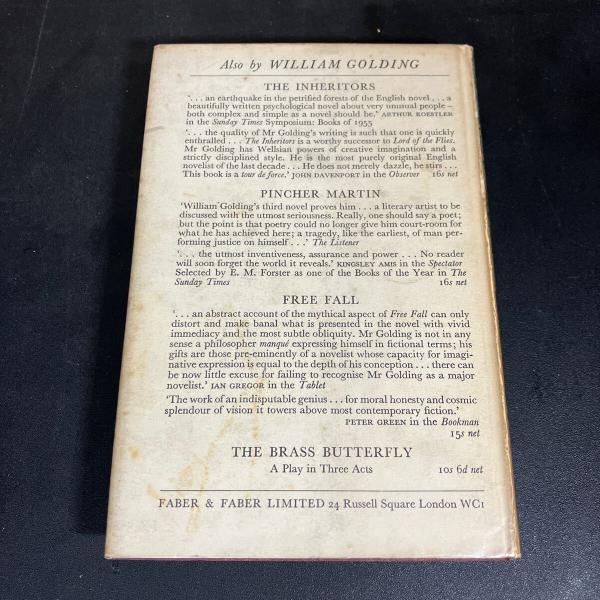 Also by WILLIAM GOLDING
THE INHERITORS
'... an earthquake in the petrified forests of the English novel ... a
beautifully written psychological novel about very unusual people –
both complex and simple as a novel should be.' ARTHUR KOESTLER
in the Sunday Times Symposium: Books of 1955
'... the quality of Mr Golding's writing is such that one is quickly
enthralled ... The Inheritors is a worthy successor to Lord of the Flies.
Mr Golding has Wellsian powers of creative imagination and a
strictly disciplined style. He is the most purely original English
novelist of the last decade ... He does not merely dazzle, he stirs ...
This book is a tour de force.' JOHN DAVENPORT in the Observer 16s net
PINCHER MARTIN
'William Golding's third novel proves him ... a literary artist to be
discussed with the utmost seriousness. Really, one should say a poet;
but the point is that poetry could no longer give him court-room for
what he has achieved here; a tragedy, like the earliest, of man per-
forming justice on himself ...' The Listener
'... the utmost inventiveness, assurance and power ... No reader
will soon forget the world it reveals.' KINGSLEY AMIS in the Spectator
Selected by E. M. Forster as one of the Books of the Year in The
Sunday Times 16s net
FREE FALL
'... an abstract account of the mythical aspect of Free Fall can only
distort and make banal what is presented in the novel with vivid
immediacy and the most subtle obliquity. Mr Golding is not in any
sense a philosopher manqué expressing himself in fictional terms; his
gifts are those pre-eminently of a novelist whose capacity for imagi-
native expression is equal to the depth of his conception ... there can
be now little excuse for failing to recognise Mr Golding as a major
novelist.' IAN GREGOR in the Tablet
'The work of an indisputable genius ... for moral honesty and cosmic
splendour of vision it towers above most contemporary fiction.'
PETER GREEN in the Bookman
15s net
THE BRASS BUTTERFLY
A Play in Three Acts 10s 6d net
FABER & FABER LIMITED 24 Russell Square London WC1